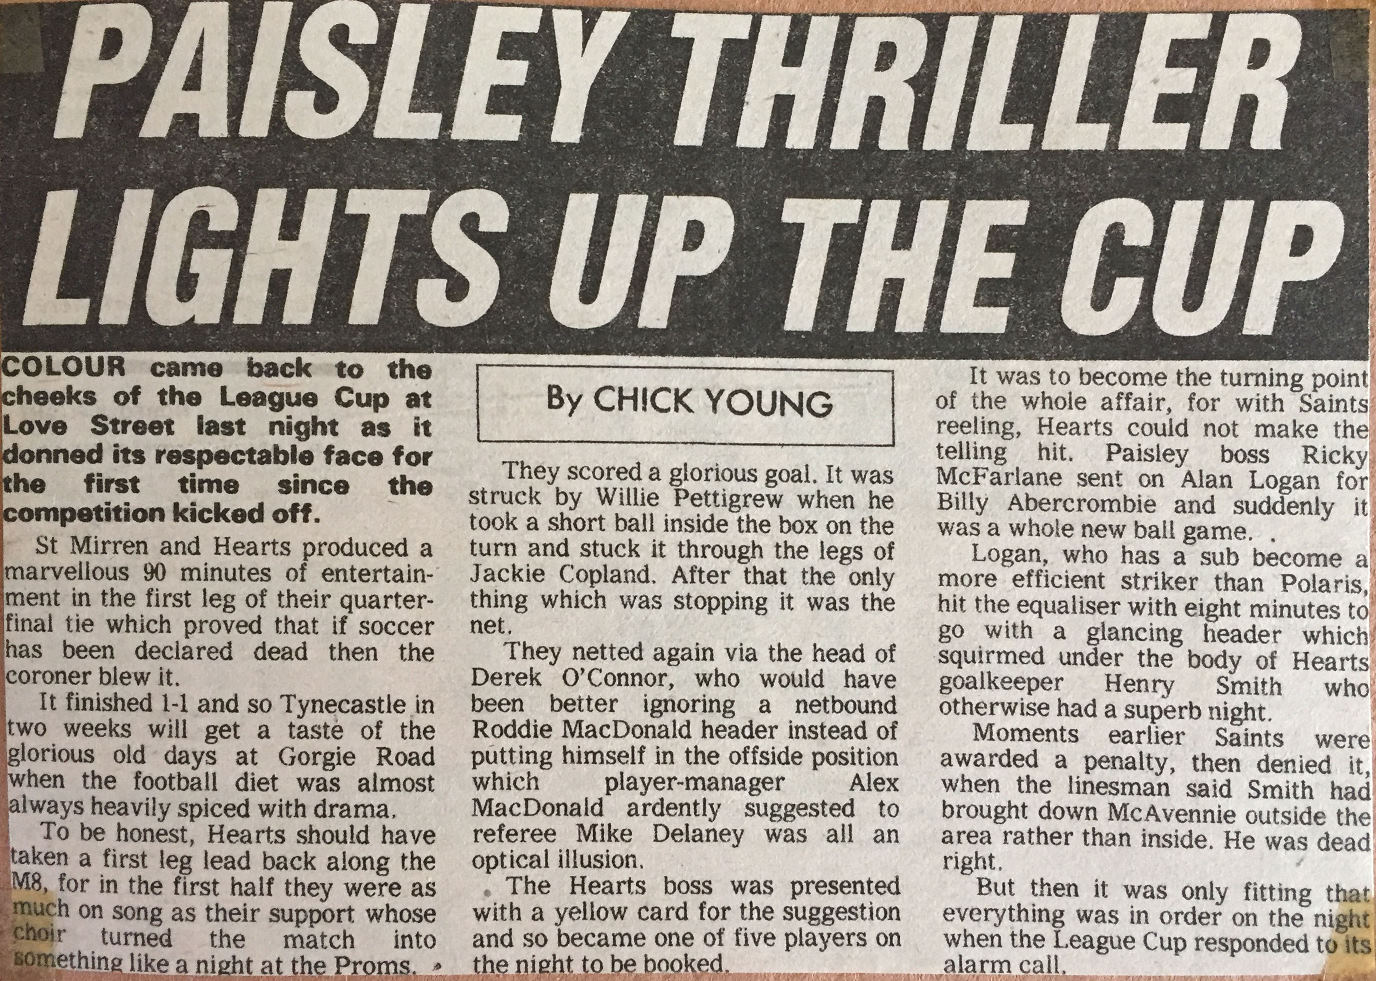 PAISLEY THRILLER
LIGHTS UP THE CUP
COLOUR came back to the
cheeks of the League Cup at
Love Street last night as it
donned its respectable face for
the first time since the
competition kicked off.
St Mirren and Hearts produced a
marvellous 90 minutes of entertain-
ment in the first leg of their quarter-
final tie which proved that if soccer
has been declared dead then the
coroner blew it.
It finished 1-1 and so Tynecastle in
two weeks will get a taste of the
glorious old days at Gorgie Road
when the football diet was almost
always heavily spiced with drama.
To be honest, Hearts should have
taken a first leg lead back along the
M8, for in the first half they were as
much on song as their support whose
choir turned the match into
something like a night at the Proms.
By CHICK YOUNG
They scored a glorious goal. It was
struck by Willie Pettigrew when he
took a short ball inside the box on the
turn and stuck it through the legs of
Jackie Copland. After that the only
thing which was stopping it was the
net.
They netted again via the head of
Derek O'Connor, who would have
been better ignoring a netbound
Roddie MacDonald header instead of
putting himself in the offside position
which player-manager Alex
MacDonald ardently suggested to
referee Mike Delaney was all an
optical illusion.
The Hearts boss was presented
with a yellow card for the suggestion
and so became one of five players on
the night to be booked.
It was to become the turning point
of the whole affair, for with Saints
reeling, Hearts could not make the
telling hit. Paisley boss Ricky
McFarlane sent on Alan Logan for
Billy Abercrombie and suddenly it
was a whole new ball game.
Logan, who has a sub become a
more efficient striker than Polaris,
hit the equaliser with eight minutes to
go with a glancing header which
squirmed under the body of Hearts
goalkeeper Henry Smith who
otherwise had a superb night.
Moments earlier Saints were
awarded a penalty, then denied it,
when the linesman said Smith had
brought down McAvennie outside the
area rather than inside. He was dead
right.
But then it was only fitting that
everything was in order on the night
when the League Cup responded to its
alarm call.